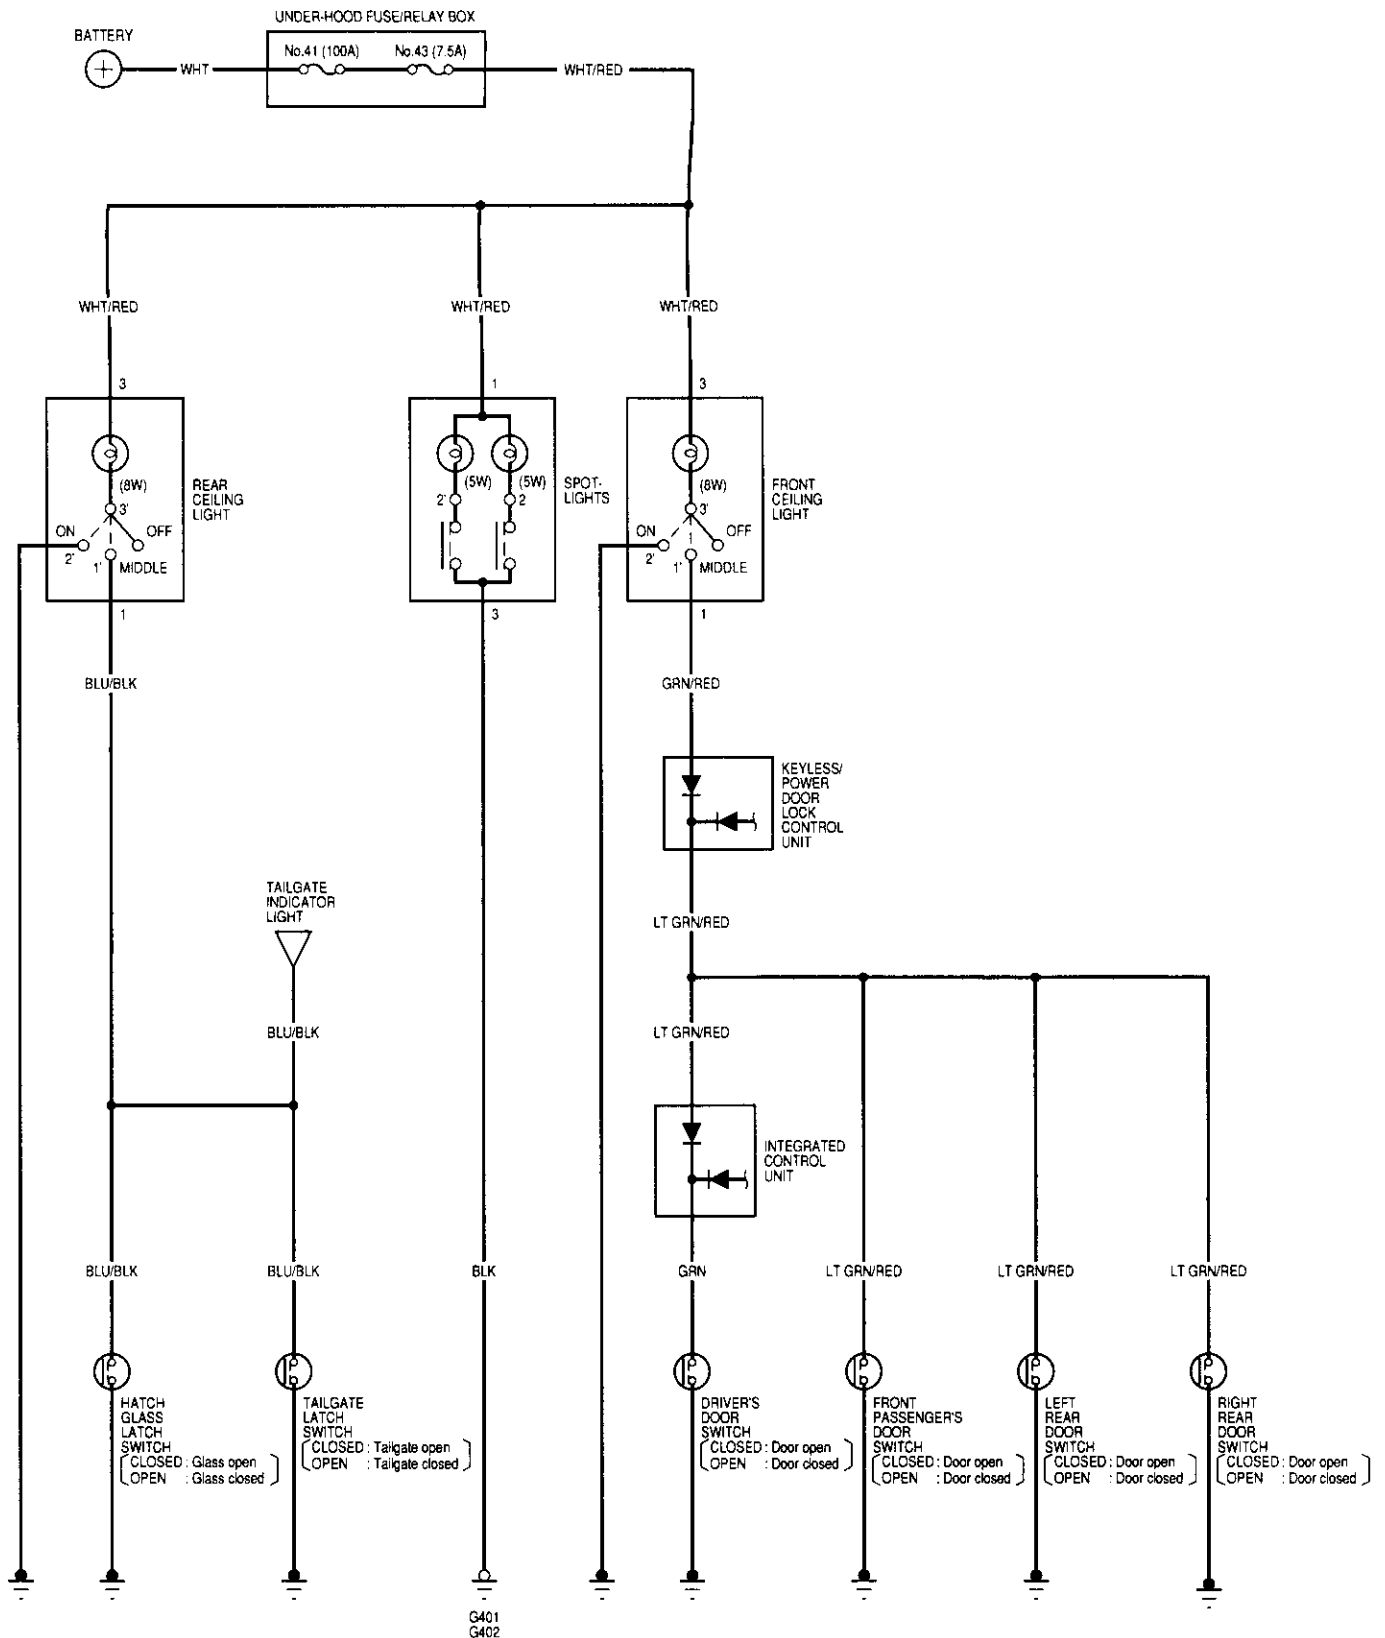 UNDER-HOOD FUSE/RELAY BOX
BATTERY
No.41 (100A)
No.43 (7.5A)
WHT
WHT/RED
WHT/RED
WHT/RED
WHT/RED
3
1
3
(8W)
3'
ON
OFF
2'
1'
MIDDLE
1
REAR
CEILING
LIGHT
(5W)
(5W)
2'
2
3
SPOT-
LIGHTS
(8W)
3'
ON
OFF
2'
1'
MIDDLE
1
FRONT
CEILING
LIGHT
BLU/BLK
GRN/RED
KEYLESS/
POWER
DOOR
LOCK
CONTROL
UNIT
TAILGATE
INDICATOR
LIGHT
LT GRN/RED
BLU/BLK
LT GRN/RED
INTEGRATED
CONTROL
UNIT
BLU/BLK
BLU/BLK
BLK
GRN
LT GRN/RED
LT GRN/RED
LT GRN/RED
HATCH
GLASS
LATCH
SWITCH
CLOSED : Glass open
OPEN : Glass closed
TAILGATE
LATCH
SWITCH
CLOSED : Tailgate open
OPEN : Tailgate closed
DRIVER'S
DOOR
SWITCH
CLOSED : Door open
OPEN : Door closed
FRONT
PASSENGER'S
DOOR
SWITCH
CLOSED : Door open
OPEN : Door closed
LEFT
REAR
DOOR
SWITCH
CLOSED : Door open
OPEN : Door closed
RIGHT
REAR
DOOR
SWITCH
CLOSED : Door open
OPEN : Door closed
G401
G402